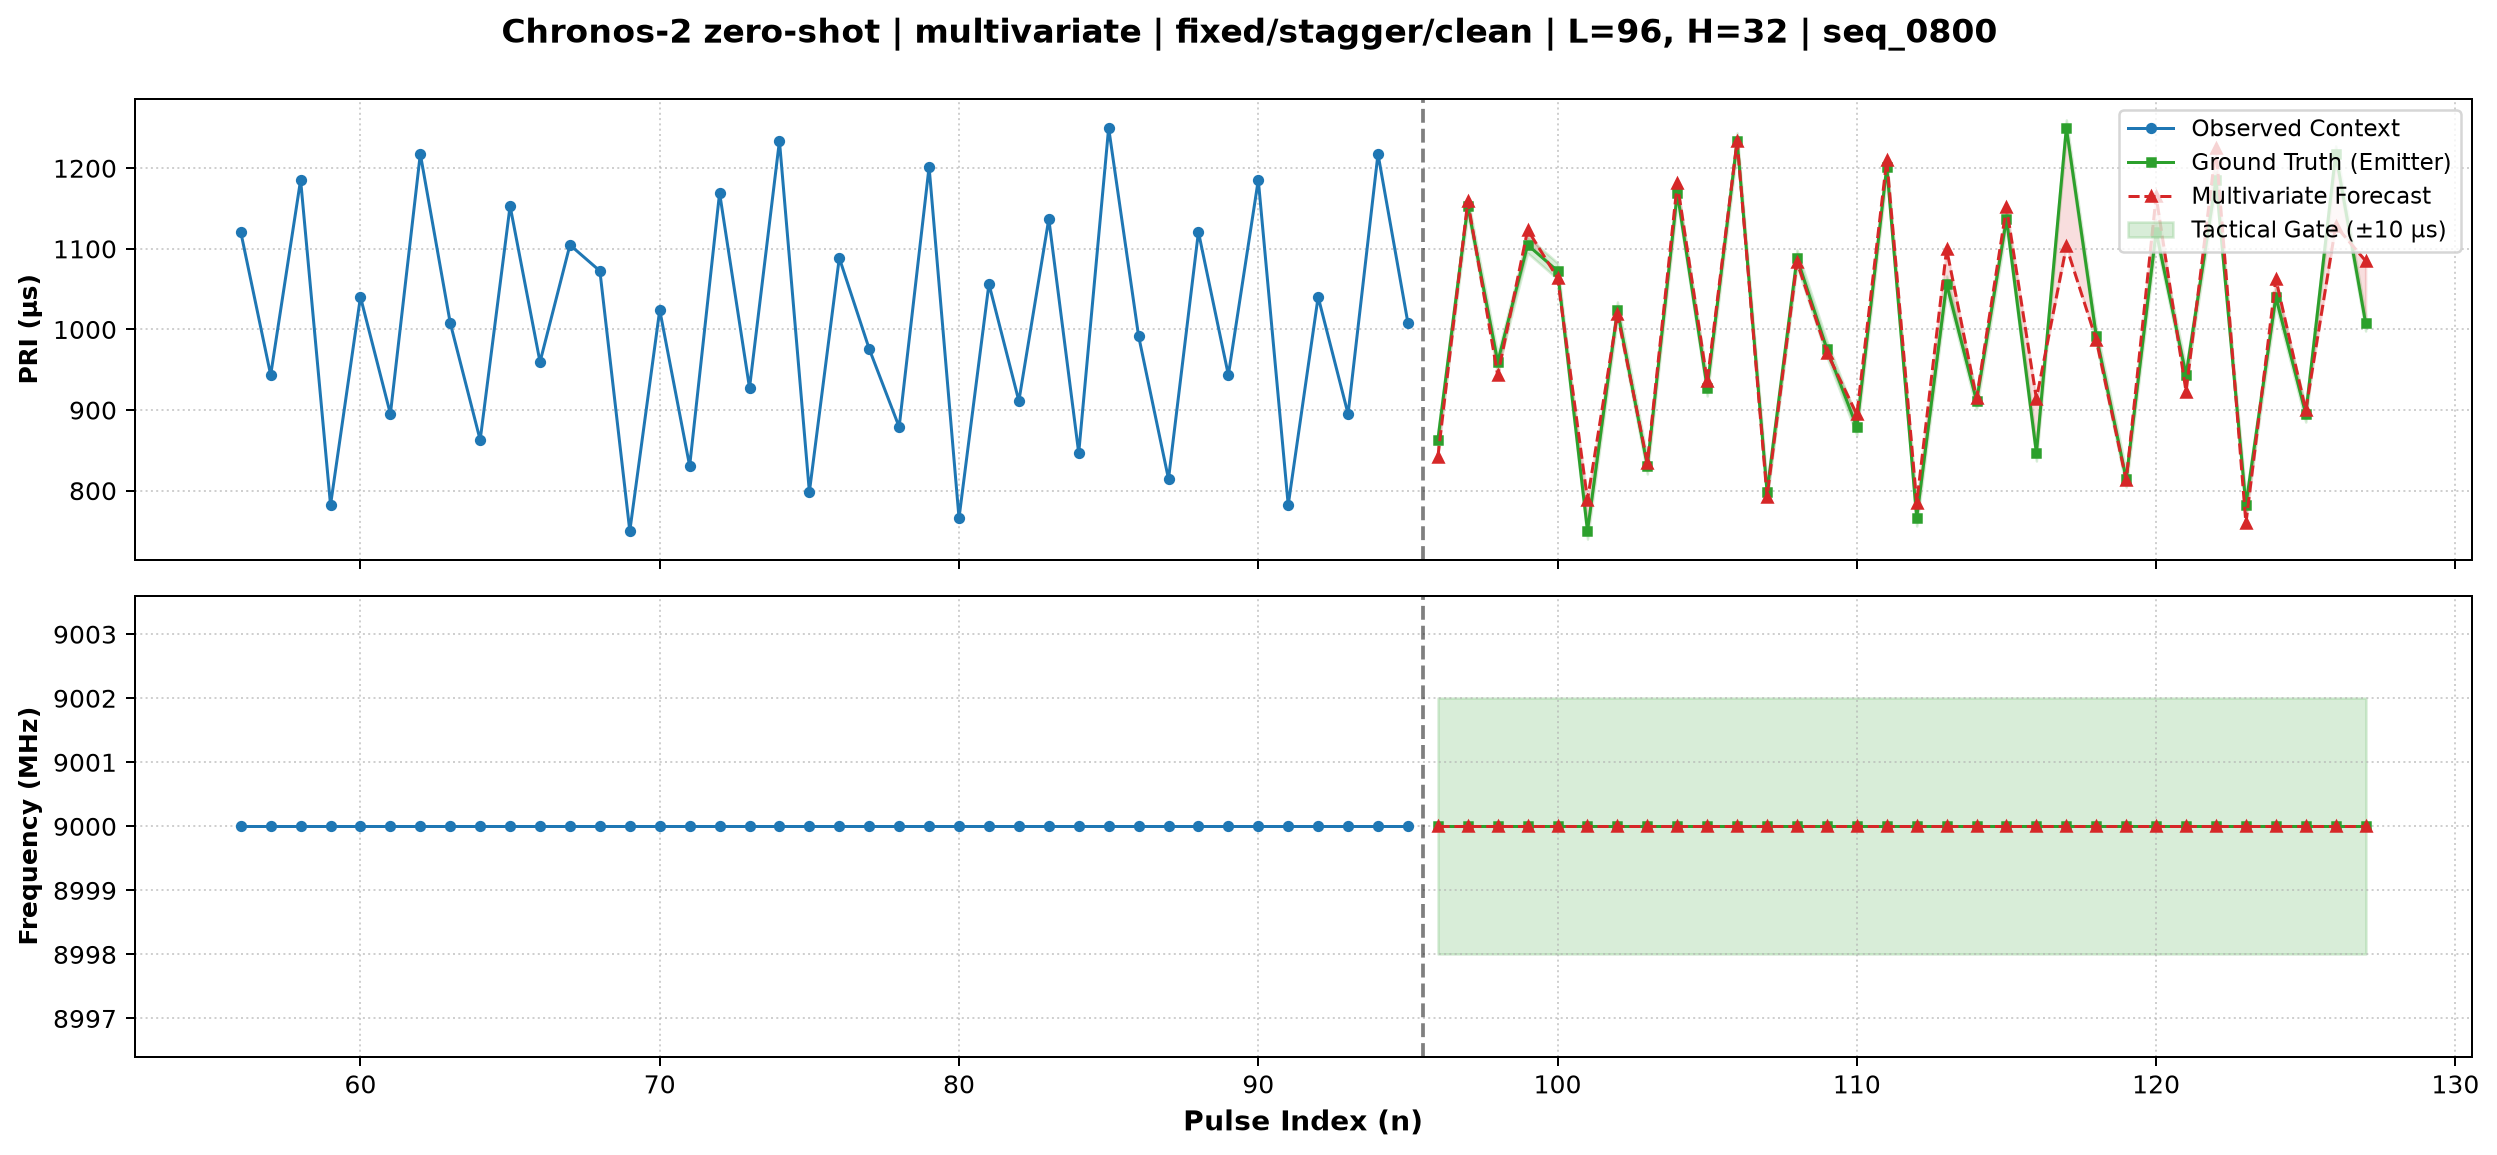 Chronos-2 zero-shot | multivariate | fixed/stagger/clean | L=96, H=32 | seq_0800
PRI (µs)
1200
1100
1000
900
800
Observed Context
Ground Truth (Emitter)
Multivariate Forecast
Tactical Gate (±10 µs)
Frequency (MHz)
9003
9002
9001
9000
8999
8998
8997
60
70
80
90
100
110
120
130
Pulse Index (n)